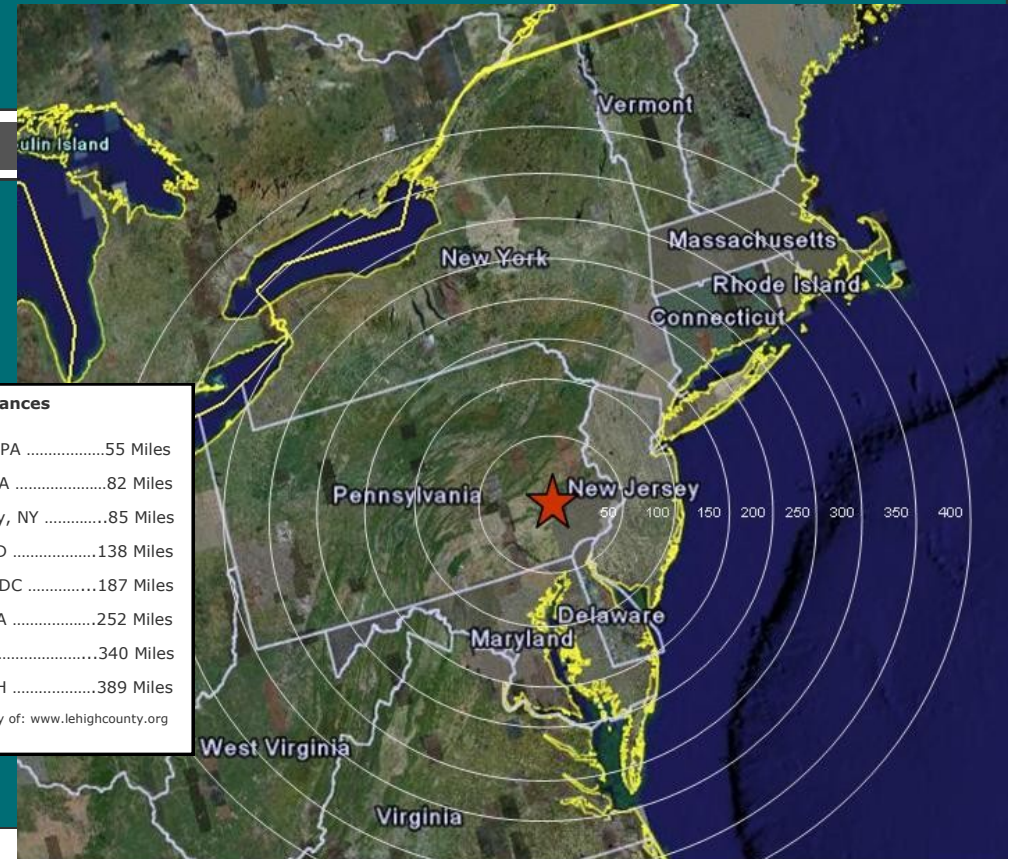 Vermont
ulin Island
Massachusetts
New York
Rhode Island
Connecticut
ances
PA ...................55 Miles
A ......................82 Miles
y, NY ...............85 Miles
D ....................138 Miles
DC ................187 Miles
A ....................252 Miles
........................340 Miles
H ....................389 Miles
y of: www.lehighcounty.org
Pennsylvania
New Jersey
50 100 150 200 250 300 350 400
Delaware
Maryland
West Virginia
Virginia